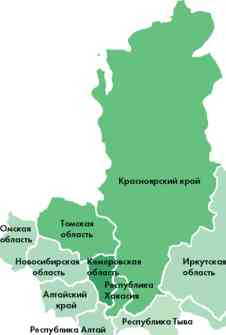 Красноярский край
Томская
область
Омская
область
Новосибирская
область
Кемеровская
область
Иркутская
область
Республика
Хакасия
Алтайский
край
Республика Тыва
Республика Алтай